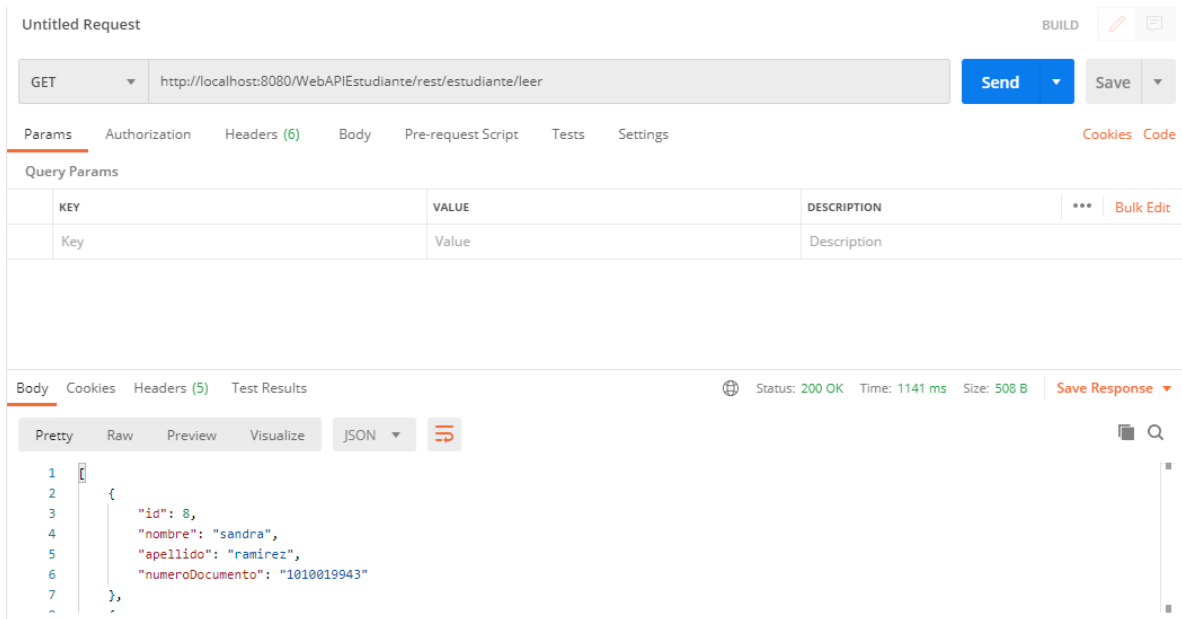 Untitled Request BUILD
GET http://localhost:8080/WebAPIEstudiante/rest/estudiante/leer Send Save
Params Authorization Headers (6) Body Pre-request Script Tests Settings Cookies Code
Query Params
KEY VALUE DESCRIPTION ••• Bulk Edit
Key Value Description
Body Cookies Headers (5) Test Results Status: 200 OK Time: 1141 ms Size: 508 B Save Response
Pretty Raw Preview Visualize JSON
1 [
2 {
3 "id": 8,
4 "nombre": "sandra",
5 "apellido": "ramirez",
6 "numeroDocumento": "1010019943"
7 },